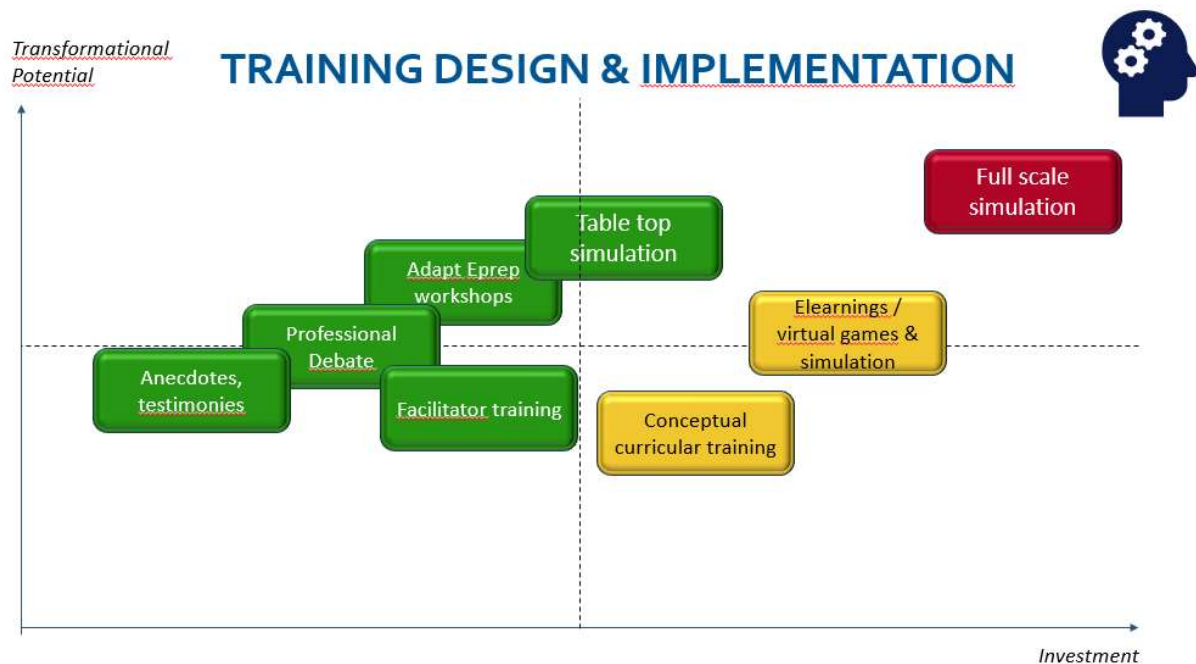 Transformational
Potential
TRAINING DESIGN & IMPLEMENTATION
Full scale
simulation
Table top
simulation
Adapt Eprep
workshops
Elearnings /
virtual games &
simulation
Professional
Debate
Anecdotes,
testimonies
Facilitator training
Conceptual
curricular training
Investment